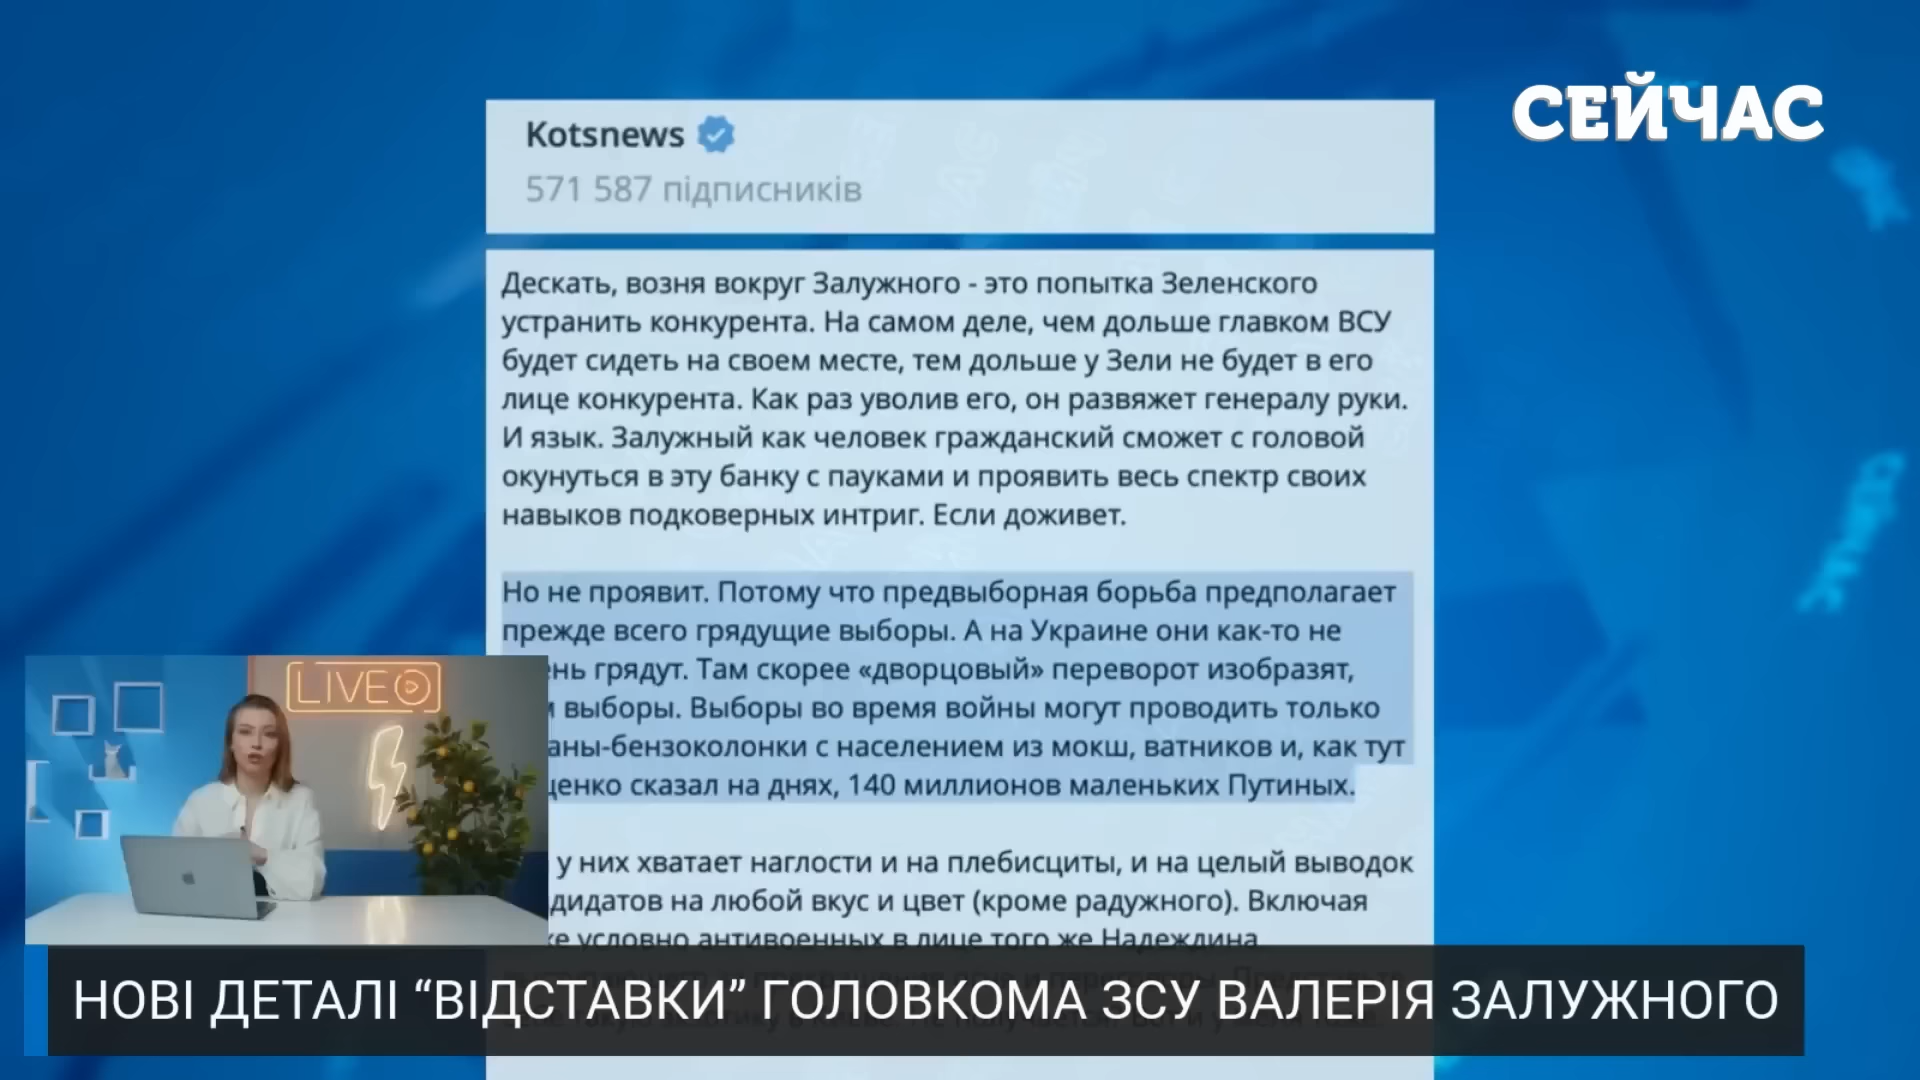 СЕЙЧАС
Kotsnews
571 587 підписників
Дескать, возня вокруг Залужного - это попытка Зеленского
устранить конкурента. На самом деле, чем дольше главком ВСУ
будет сидеть на своем месте, тем дольше у Зели не будет в его
лице конкурента. Как раз уволив его, он развяжет генералу руки.
И язык. Залужный как человек гражданский сможет с головой
окунуться в эту банку с пауками и проявить весь спектр своих
навыков подковерных интриг. Если доживет.
Но не проявит. Потому что предвыборная борьба предполагает
прежде всего грядущие выборы. А на Украине они как-то не
грядут. Там скорее «дворцовый» переворот изобразят,
выборы. Выборы во время войны могут проводить только
с населением из мокш, ватников и, как тут
сказал на днях, 140 миллионов маленьких Путиных.
у них хватает наглости и на плебисциты, и на целый выводок
на любой вкус и цвет (кроме радужного). Включая
условно антивоенных в лице того же Надеждина
LIVE
НОВІ ДЕТАЛІ “ВІДСТАВКИ” ГОЛОВКОМА ЗСУ ВАЛЕРІЯ ЗАЛУЖНОГО